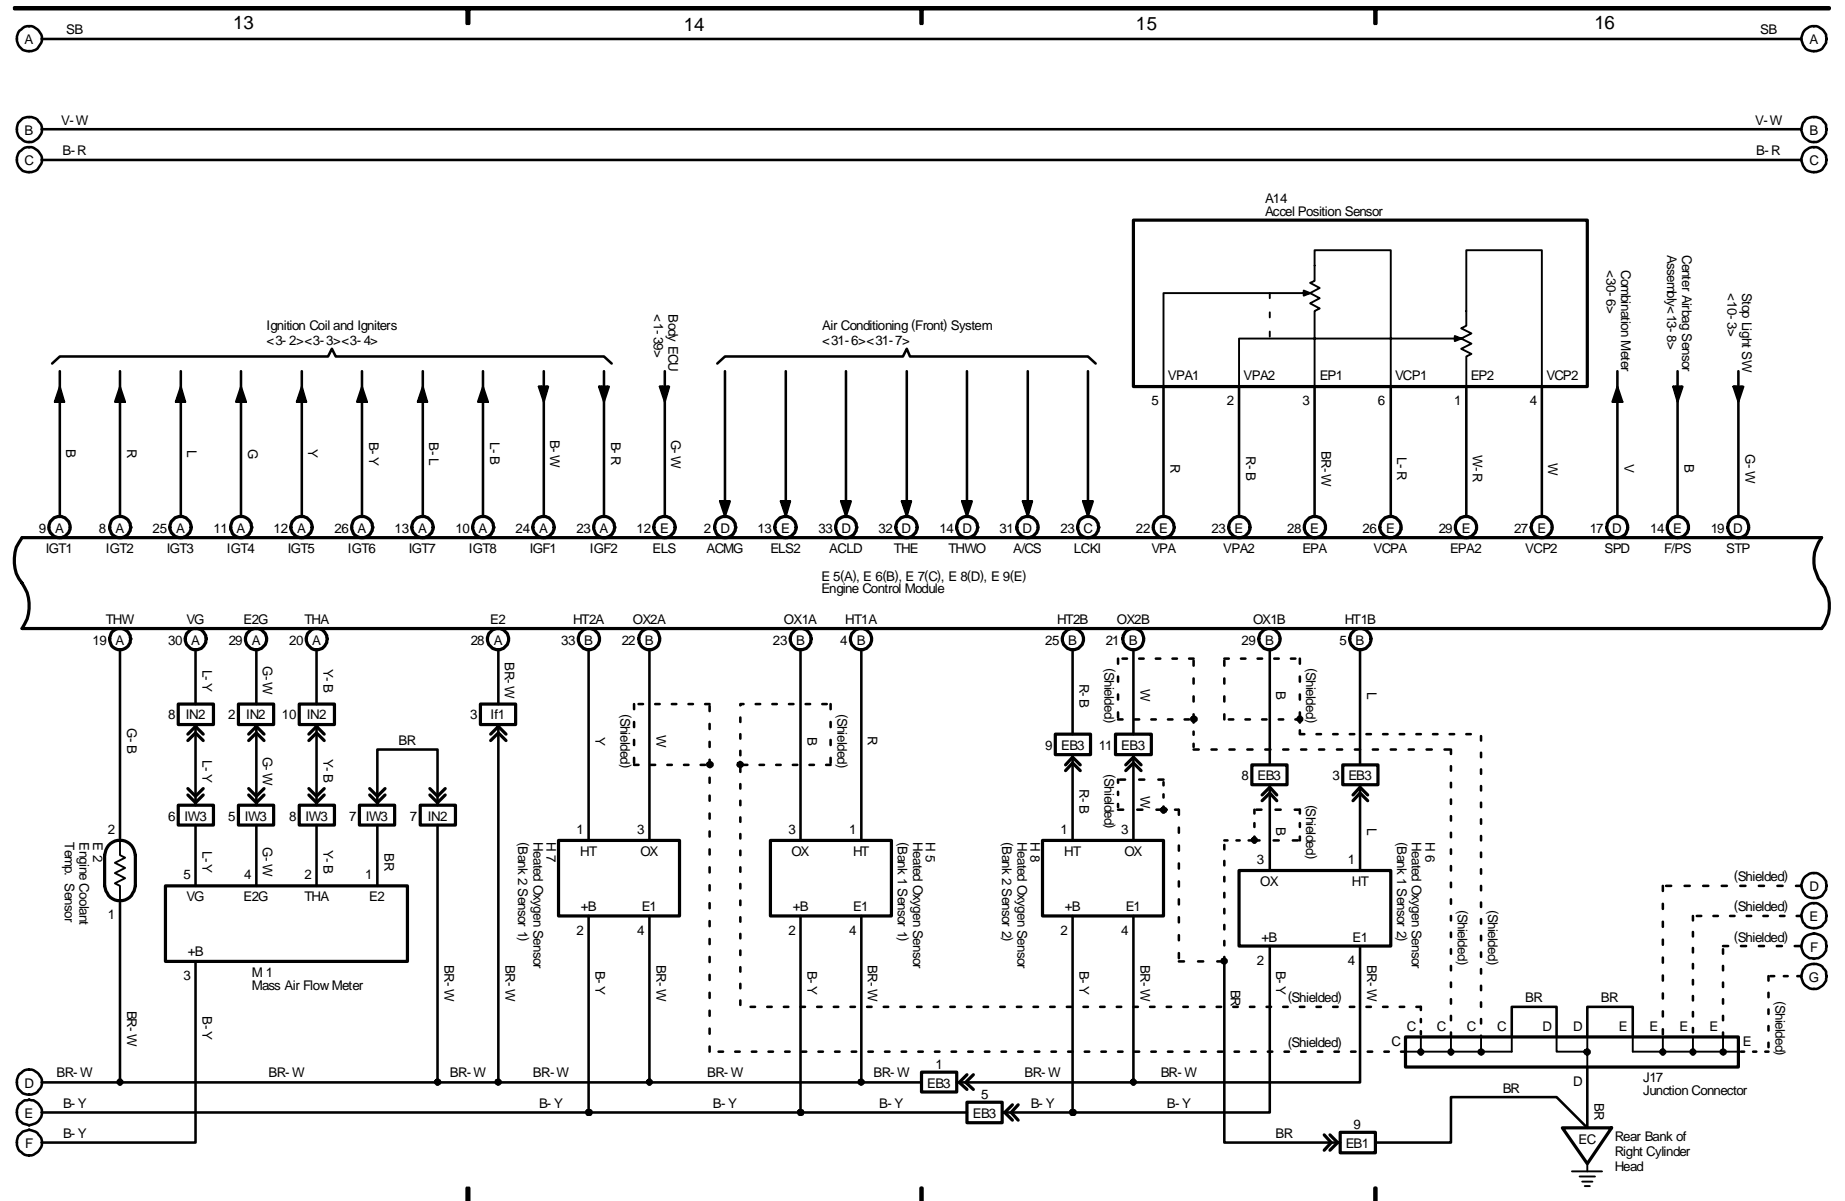 13 14 15 16
A SB SB A
B V-W V-W B
C B-R B-R C
A14
Accel Position Sensor
Ignition Coil and Igniters
<3-2><3-3><3-4>
Body ECU
<1-39>
Air Conditioning (Front) System
<31-6><31-7>
Combination Meter
<30-6>
Center Airbag Sensor
Assembly<13-8>
Stop Light SW
<10-3>
VPA1 VPA2 EP1 VCP1 EP2 VCP2
5 2 3 6 1 4
B R L G Y B-Y B-L L-B B-W B-R G-W R R-B BR-W L-R W-R W V B G-W
9 A 8 A 25 A 11 A 12 A 26 A 13 A 10 A 24 A 23 A 12 E 2 D 13 E 33 D 32 D 14 D 31 D 23 C 22 E 23 E 28 E 26 E 29 E 27 E 17 D 14 E 19 D
IGT1 IGT2 IGT3 IGT4 IGT5 IGT6 IGT7 IGT8 IGF1 IGF2 ELS ACMG ELS2 ACLD THE THWO A/CS LCKI VPA VPA2 EPA VCPA EPA2 VCP2 SPD F/PS STP
E 5(A), E 6(B), E 7(C), E 8(D), E 9(E)
Engine Control Module
THW VG E2G THA E2 HT2A OX2A OX1A HT1A HT2B OX2B OX1B HT1B
19 A 30 A 29 A 20 A 28 A 33 B 22 B 23 B 4 B 25 B 21 B 29 B 5 B
L-Y G-W Y-B BR-W R-B W (Shielded) (Shielded) B (Shielded) L
8 IN2 2 IN2 10 IN2 3 If1
G-B BR Y (Shielded) W B (Shielded) R 9 EB3 11 EB3
L-Y G-W Y-B 8 EB3 3 EB3
6 IW3 5 IW3 8 IW3 7 IW3 7 IN2 R-B (Shielded) W B (Shielded) L
2 1 3 3 1 1 3
E 2
Engine Coolant
Temp. Sensor
1
L-Y G-W Y-B BR
5 4 2 1
VG E2G THA E2
+B
3
M 1
Mass Air Flow Meter
H 7
Heated Oxygen Sensor
(Bank 2 Sensor 1)
HT OX
+B E1
2 4
OX HT
+B E1
2 4
H 5
Heated Oxygen Sensor
(Bank 1 Sensor 1)
H 8
Heated Oxygen Sensor
(Bank 2 Sensor 2)
HT OX
+B E1
2 4
3 1
OX HT
+B E1
2 4
H 6
Heated Oxygen Sensor
(Bank 1 Sensor 2)
(Shielded) (Shielded)
(Shielded) D
(Shielded) E
(Shielded) F
G
(Shielded)
BR-W B-Y BR-W BR-W B-Y BR-W B-Y BR-W B-Y BR-W BR B-Y BR-W
(Shielded) BR BR
C C C C D D E E E E
(Shielded) C E
J17
Junction Connector
D BR-W BR-W BR-W BR-W BR-W BR-W 1 EB3 BR-W BR-W
E B-Y B-Y B-Y B-Y 5 EB3 B-Y B-Y
D BR BR
F B-Y
BR 9 EB1
EC
Rear Bank of
Right Cylinder
Head